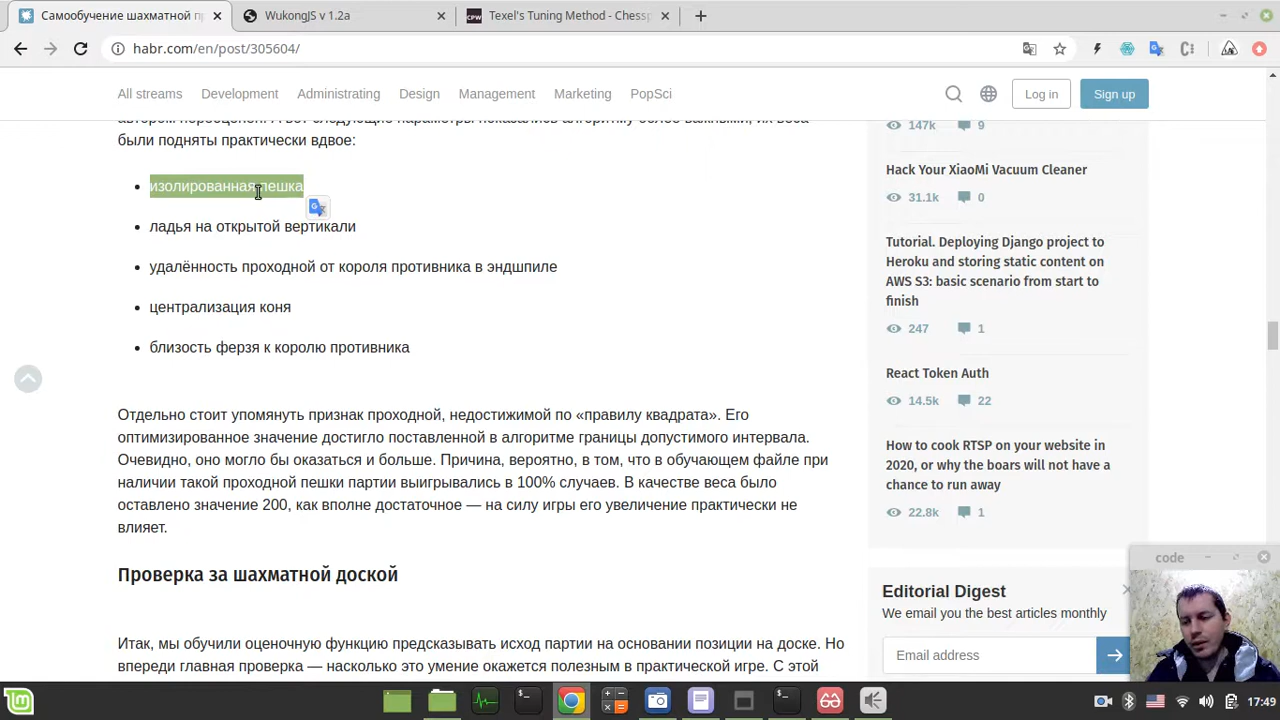 Самообучение шахматной п
WukongJS v 1.2a
CPW
Texel's Tuning Method - Chessp
habr.com/en/post/305604/
All streams
Development
Administrating
Design
Management
Marketing
PopSci
Log in
Sign up
были подняты практически вдвое:
изолированная пешка
ладья на открытой вертикали
удалённость проходной от короля противника в эндшпиле
централизация коня
близость ферзя к королю противника
Отдельно стоит упомянуть признак проходной, недостижимой по «правилу квадрата». Его
оптимизированное значение достигло поставленной в алгоритме границы допустимого интервала.
Очевидно, оно могло бы оказаться и больше. Причина, вероятно, в том, что в обучающем файле при
наличии такой проходной пешки партии выигрывались в 100% случаев. В качестве веса было
оставлено значение 200, как вполне достаточное — на силу игры его увеличение практически не
влияет.
Проверка за шахматной доской
Итак, мы обучили оценочную функцию предсказывать исход партии на основании позиции на доске. Но
впереди главная проверка — насколько это умение окажется полезным в практической игре. С этой
147k
9
Hack Your XiaoMi Vacuum Cleaner
31.1k
0
Tutorial. Deploying Django project to
Heroku and storing static content on
AWS S3: basic scenario from start to
finish
247
1
React Token Auth
14.5k
22
How to cook RTSP on your website in
2020, or why the boars will not have a
chance to run away
22.8k
1
Editorial Digest
We email you the best articles monthly
Email address
code
17:49